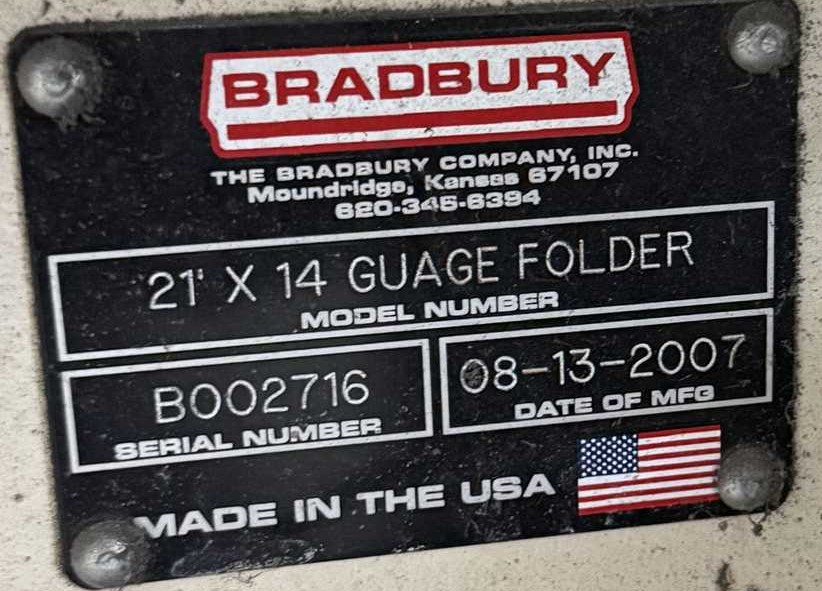 BRADBURY
THE BRADBURY COMPANY, INC.
Moundridge, Kansas 67107
620-345-6394
21' X 14 GUAGE FOLDER
MODEL NUMBER
B002716
SERIAL NUMBER
08-13-2007
DATE OF MFG
MADE IN THE USA